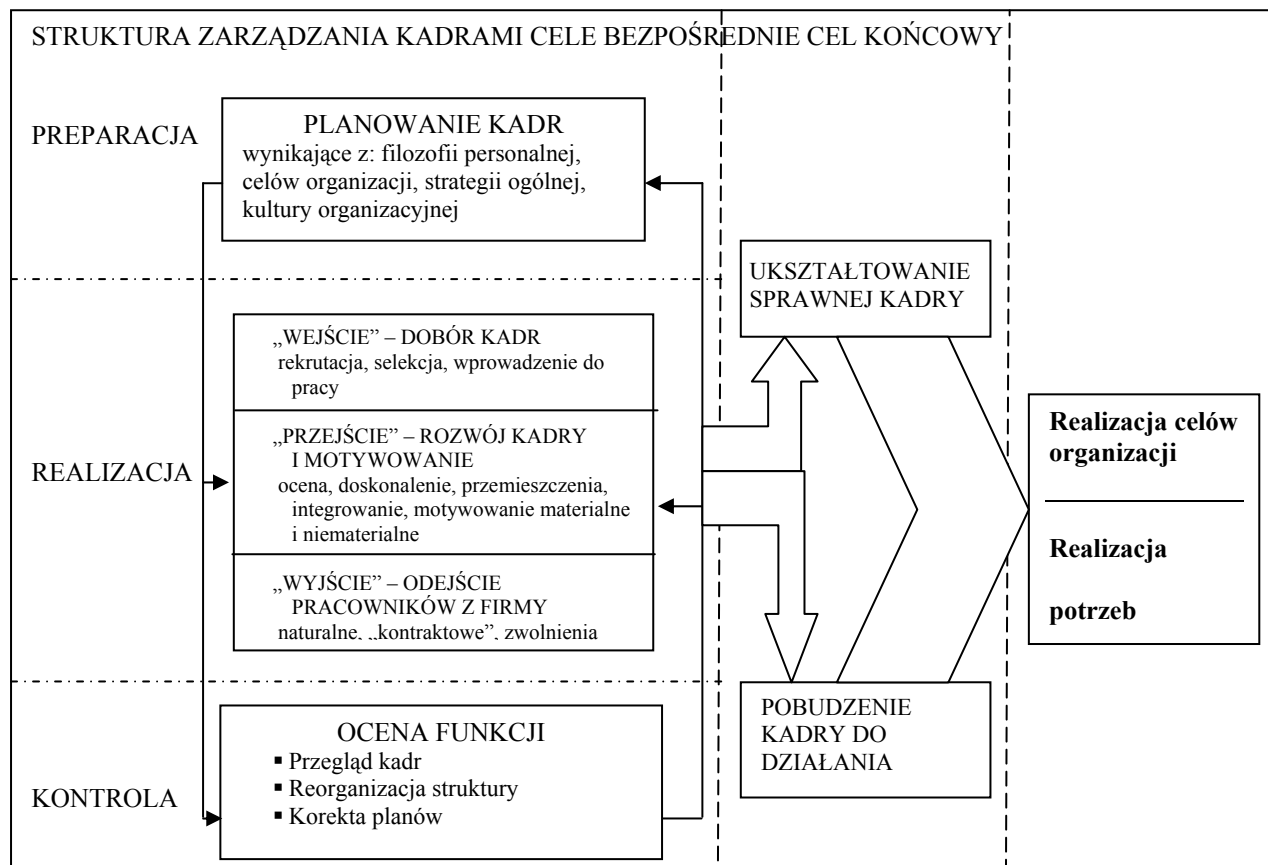 STRUKTURA ZARZĄDZANIA KADRAMI CELE BEZPOŚREDNIE CEL KOŃCOWY
PREPARACJA
PLANOWANIE KADR
wynikające z: filozofii personalnej,
celów organizacji, strategii ogólnej,
kultury organizacyjnej
REALIZACJA
„WEJŚCIE” – DOBÓR KADR
rekrutacja, selekcja, wprowadzenie do
pracy
„PRZEJŚCIE” – ROZWÓJ KADRY
I MOTYWOWANIE
ocena, doskonalenie, przemieszczenia,
integrowanie, motywowanie materialne
i niematerialne
„WYJŚCIE” – ODEJŚCIE
PRACOWNIKÓW Z FIRMY
naturalne, „kontraktowe”, zwolnienia
KONTROLA
OCENA FUNKCJI
▪ Przegląd kadr
▪ Reorganizacja struktury
▪ Korekta planów
UKSZTAŁTOWANIE
SPRAWNEJ KADRY
POBUDZENIE
KADRY DO
DZIAŁANIA
Realizacja celów
organizacji
Realizacja
potrzeb